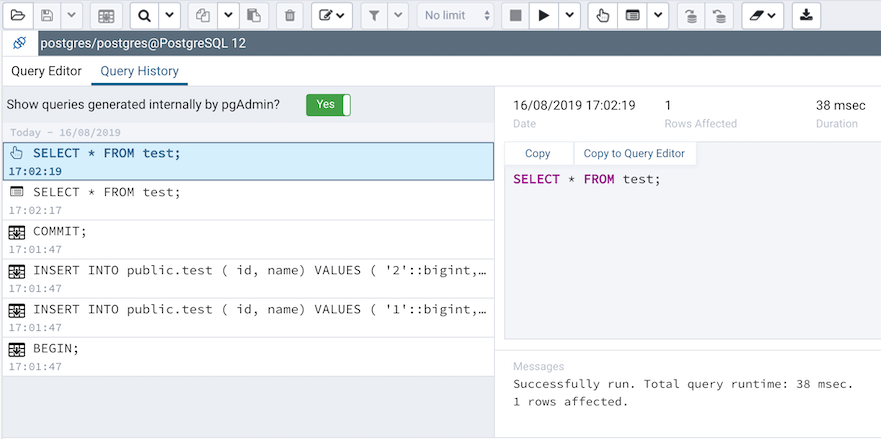 No limit
postgres/postgres@PostgreSQL 12
Query Editor Query History
Show queries generated internally by pgAdmin? Yes
Today - 16/08/2019
SELECT * FROM test;
17:02:19
SELECT * FROM test;
17:02:17
COMMIT;
17:01:47
INSERT INTO public.test ( id, name) VALUES ( '2'::bigint,…
17:01:47
INSERT INTO public.test ( id, name) VALUES ( '1'::bigint,…
17:01:47
BEGIN;
17:01:47
16/08/2019 17:02:19 1 38 msec
Date Rows Affected Duration
Copy Copy to Query Editor
SELECT * FROM test;
Messages
Successfully run. Total query runtime: 38 msec.
1 rows affected.